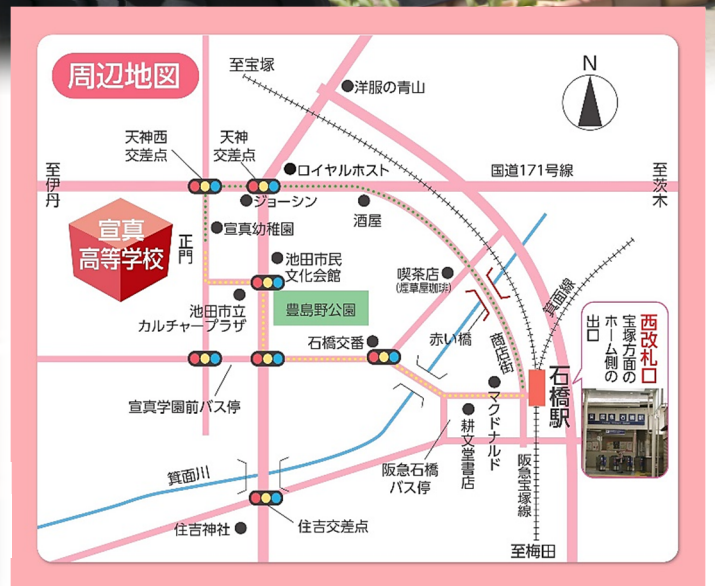 周辺地図
至宝塚
洋服の青山
N
天神西
交差点
天神
交差点
ロイヤルホスト
国道171号線
至伊丹
至茨木
ジョーシン
酒屋
宣真
高等学校
正門
宣真幼稚園
池田市民
文化会館
喫茶店
(煙草屋珈琲)
箕面線
池田市立
カルチャープラザ
豊島野公園
石橋交番
赤い橋
商店街
石橋駅
西改札口
宝塚方面の
ホーム側の
出口
宣真学園前バス停
マクドナルド
耕文堂書店
阪急石橋
バス停
阪急宝塚線
箕面川
住吉神社
住吉交差点
至梅田